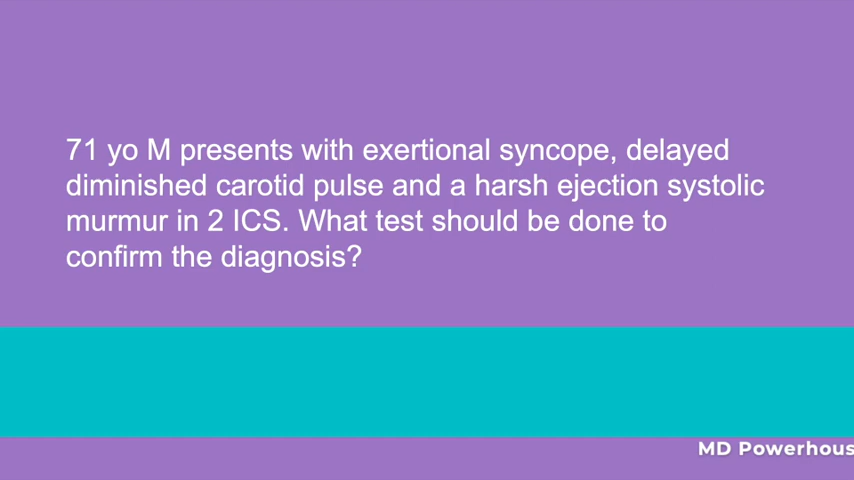 71 yo M presents with exertional syncope, delayed
diminished carotid pulse and a harsh ejection systolic
murmur in 2 ICS. What test should be done to
confirm the diagnosis?
MD Powerhous